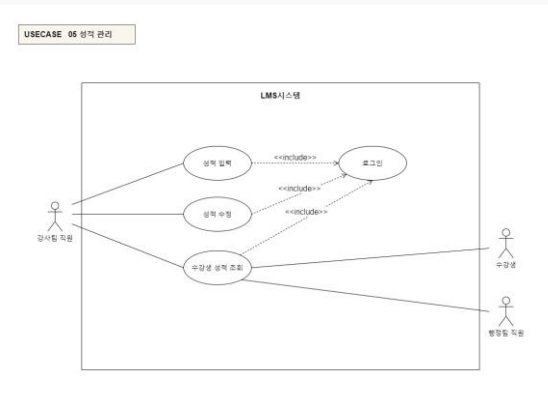 USECASE 05 성적 관리
LMS시스템
성적 입력
<<include>>
로그인
<<include>>
성적 수정
<<include>>
강사팀 직원
수강생 성적 조회
수강생
행정팀 직원